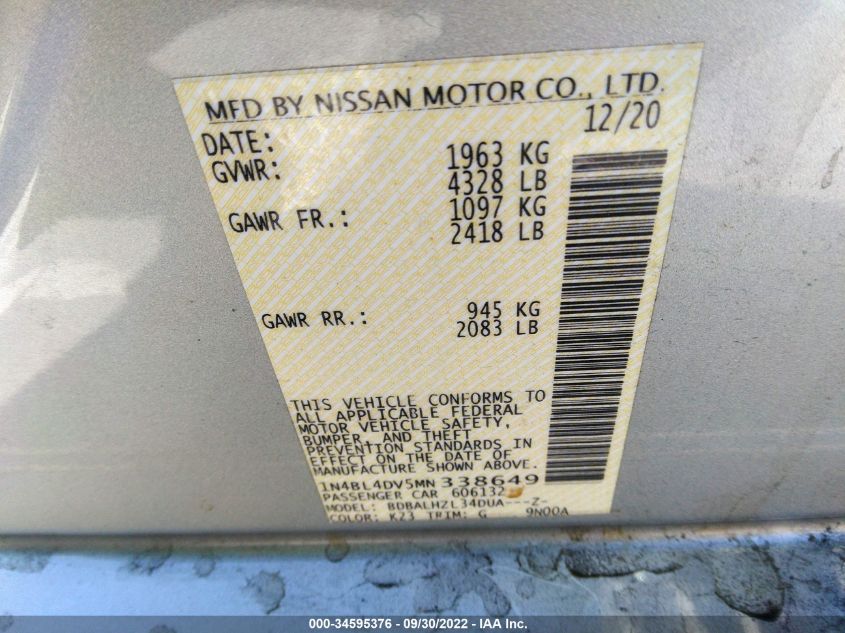 MFD BY NISSAN MOTOR CO., LTD.
DATE: 12/20
GVWR: 1963 KG
4328 LB
GAWR FR.: 1097 KG
2418 LB
GAWR RR.: 945 KG
2083 LB
THIS VEHICLE CONFORMS TO
ALL APPLICABLE FEDERAL
MOTOR VEHICLE SAFETY,
BUMPER, AND THEFT
PREVENTION STANDARDS IN
EFFECT ON THE DATE OF
MANUFACTURE SHOWN ABOVE.
1N4BL4DV5MN338649
PASSENGER CAR 606132
MODEL: BDBALHZL34DUA---Z-
COLOR: K23 TRIM: G 9N00A
000-34595376 - 09/30/2022 - IAA Inc.